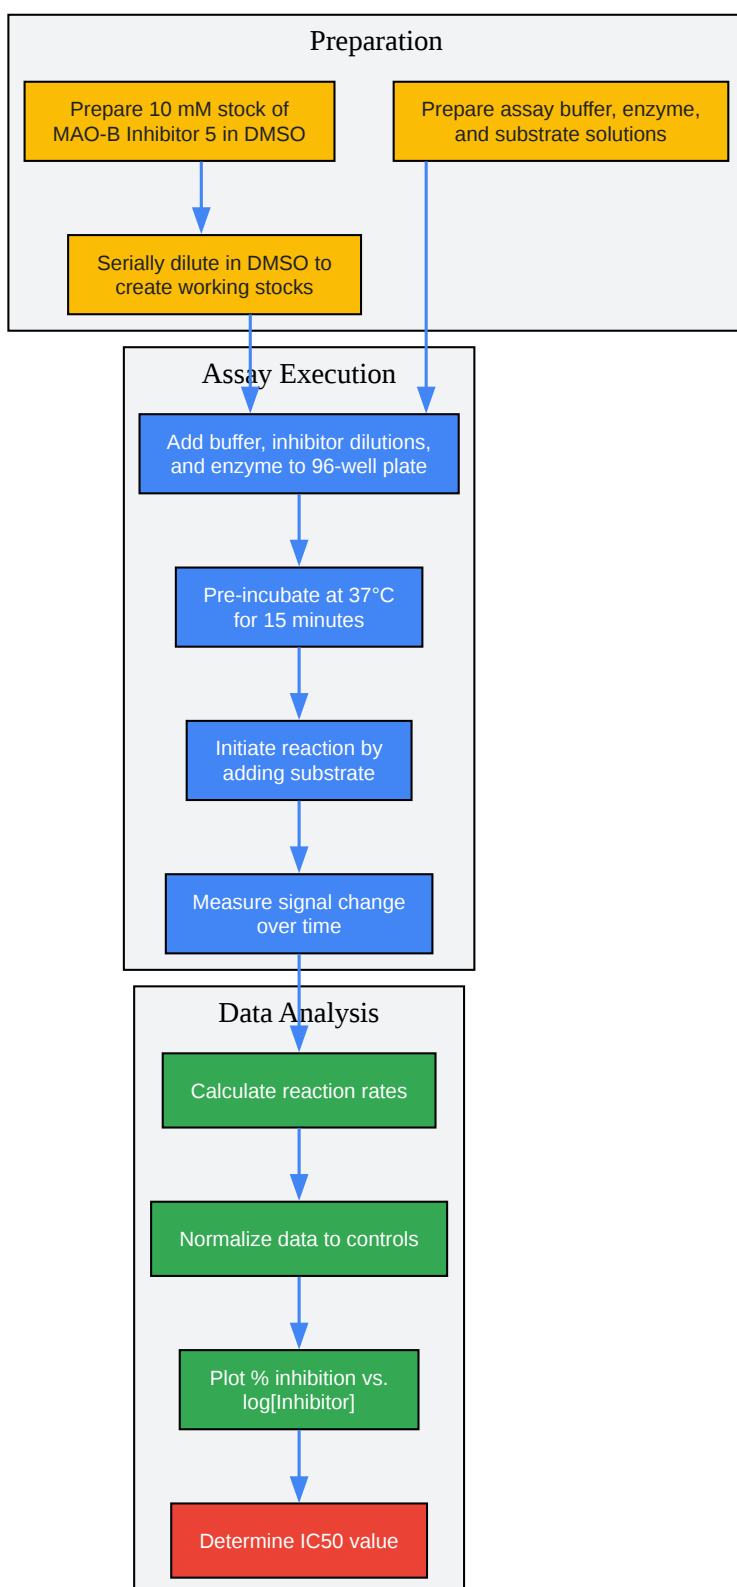 Preparation
Prepare 10 mM stock of
MAO-B Inhibitor 5 in DMSO
Prepare assay buffer, enzyme,
and substrate solutions
Serially dilute in DMSO to
create working stocks
Assay Execution
Add buffer, inhibitor dilutions,
and enzyme to 96-well plate
Pre-incubate at 37°C
for 15 minutes
Initiate reaction by
adding substrate
Measure signal change
over time
Data Analysis
Calculate reaction rates
Normalize data to controls
Plot % inhibition vs.
log[Inhibitor]
Determine IC50 value